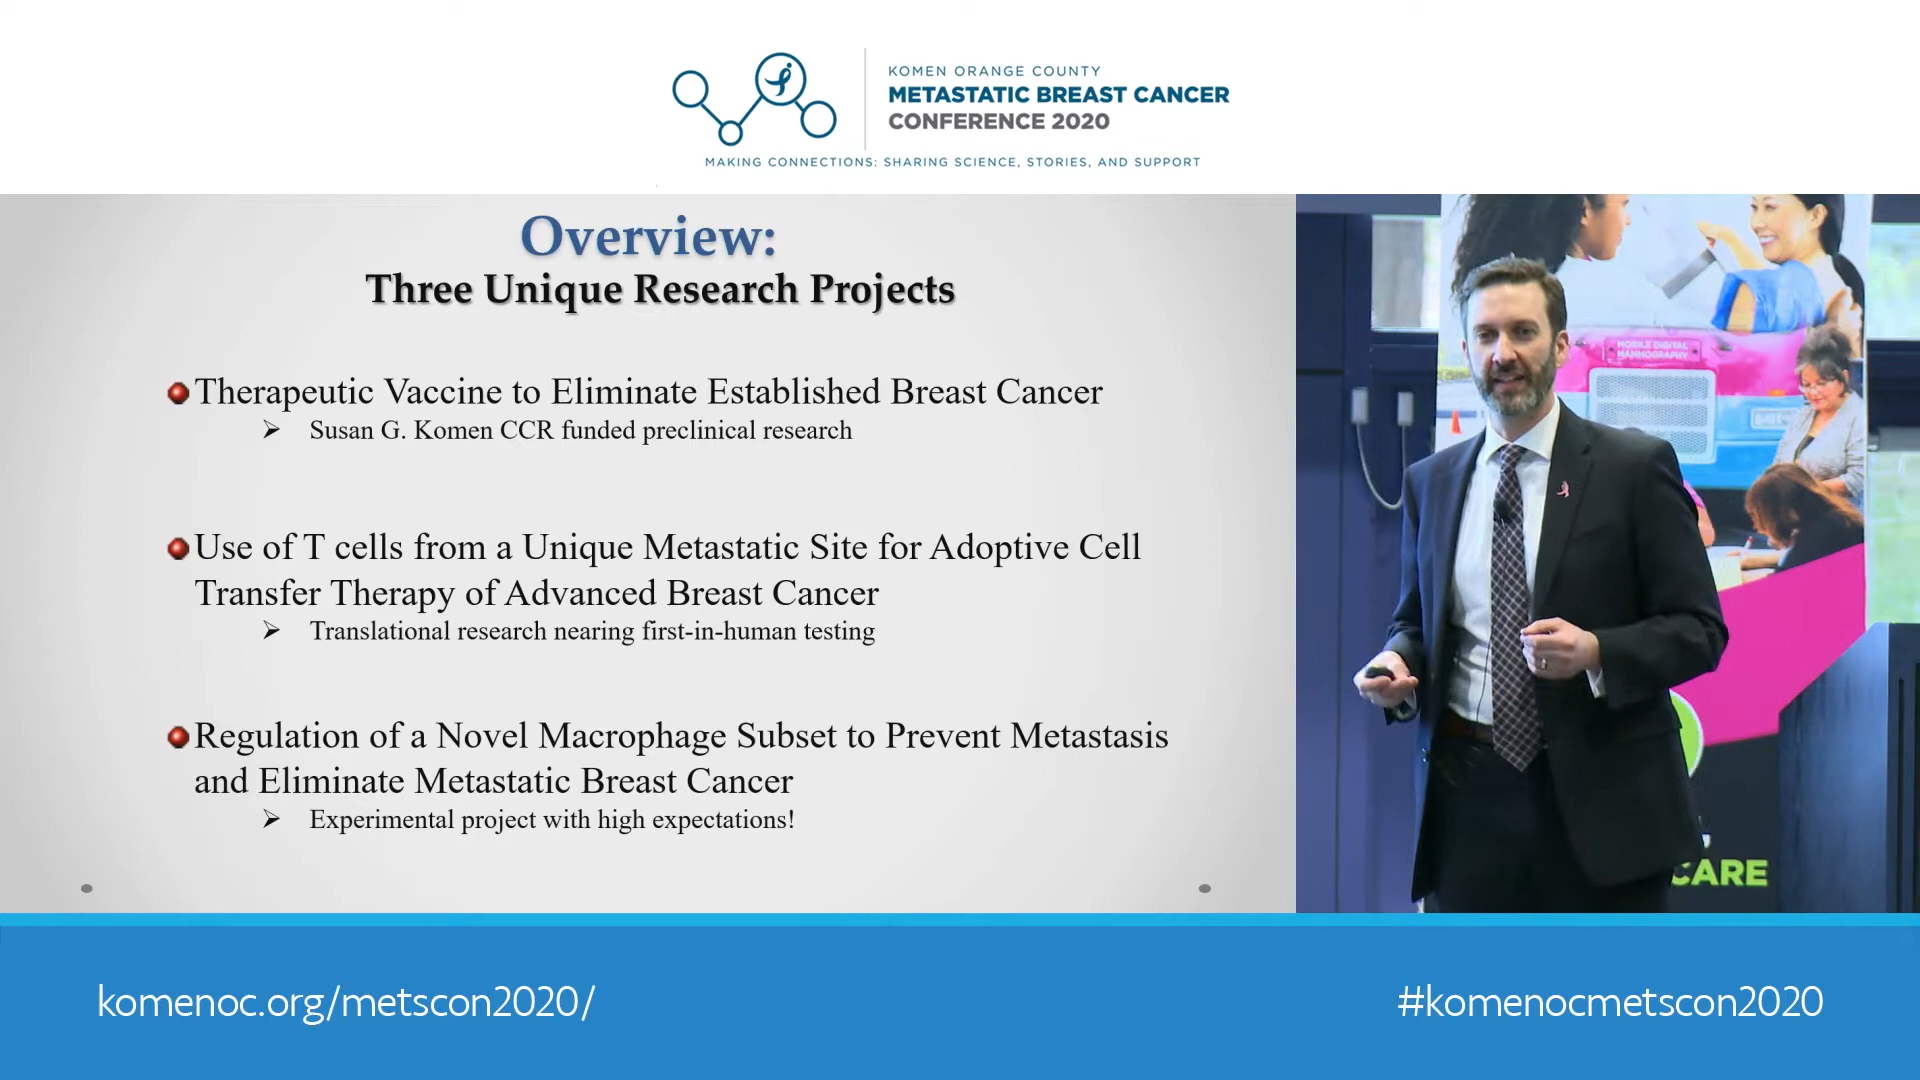 KOMEN ORANGE COUNTY
METASTATIC BREAST CANCER
CONFERENCE 2020
MAKING CONNECTIONS: SHARING SCIENCE, STORIES, AND SUPPORT
Overview:
Three Unique Research Projects
Therapeutic Vaccine to Eliminate Established Breast Cancer
Susan G. Komen CCR funded preclinical research
Use of T cells from a Unique Metastatic Site for Adoptive Cell
Transfer Therapy of Advanced Breast Cancer
Translational research nearing first-in-human testing
Regulation of a Novel Macrophage Subset to Prevent Metastasis
and Eliminate Metastatic Breast Cancer
Experimental project with high expectations!
MOBILE DIGITAL
MAMMOGRAPHY
CARE
komenoc.org/metscon2020/
#komenocmetscon2020